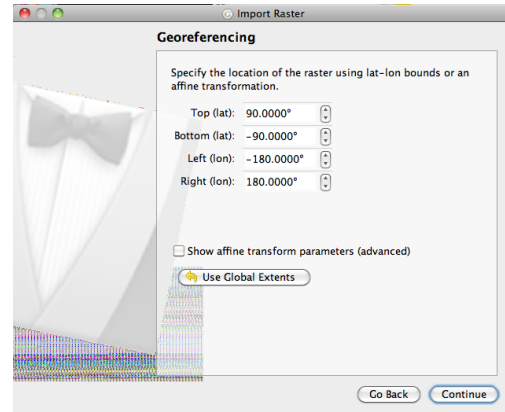 Import Raster
Georeferencing
Specify the location of the raster using lat-lon bounds or an
affine transformation.
Top (lat): 90.0000°
Bottom (lat): -90.0000°
Left (lon): -180.0000°
Right (lon): 180.0000°
Show affine transform parameters (advanced)
Use Global Extents
Go Back Continue